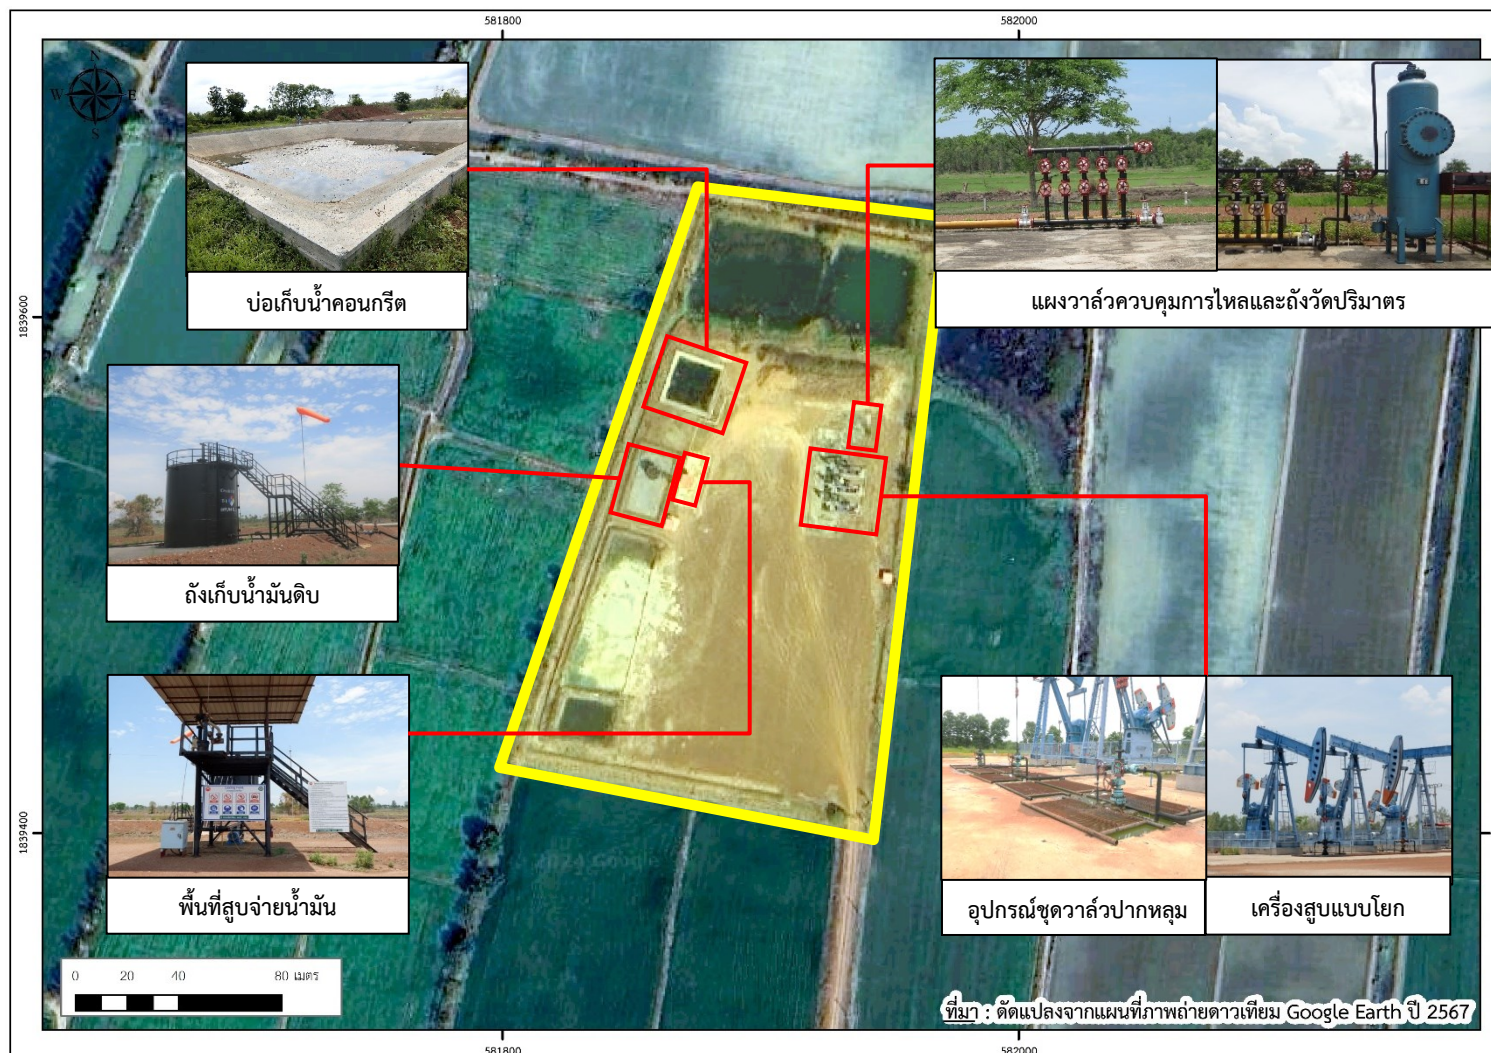 581800
582000
N
W
E
S
บ่อเก็บน้ำคอนกรีต
แผงวาล์วควบคุมการไหลและถังวัดปริมาตร
1839600
ถังเก็บน้ำมันดิบ
พื้นที่สูบจ่ายน้ำมัน
อุปกรณ์ชุดวาล์วปากหลุม
เครื่องสูบแบบโยก
1839400
0 20 40 80 เมตร
ที่มา : ดัดแปลงจากแผนที่ภาพถ่ายดาวเทียม Google Earth ปี 2567
581800
582000